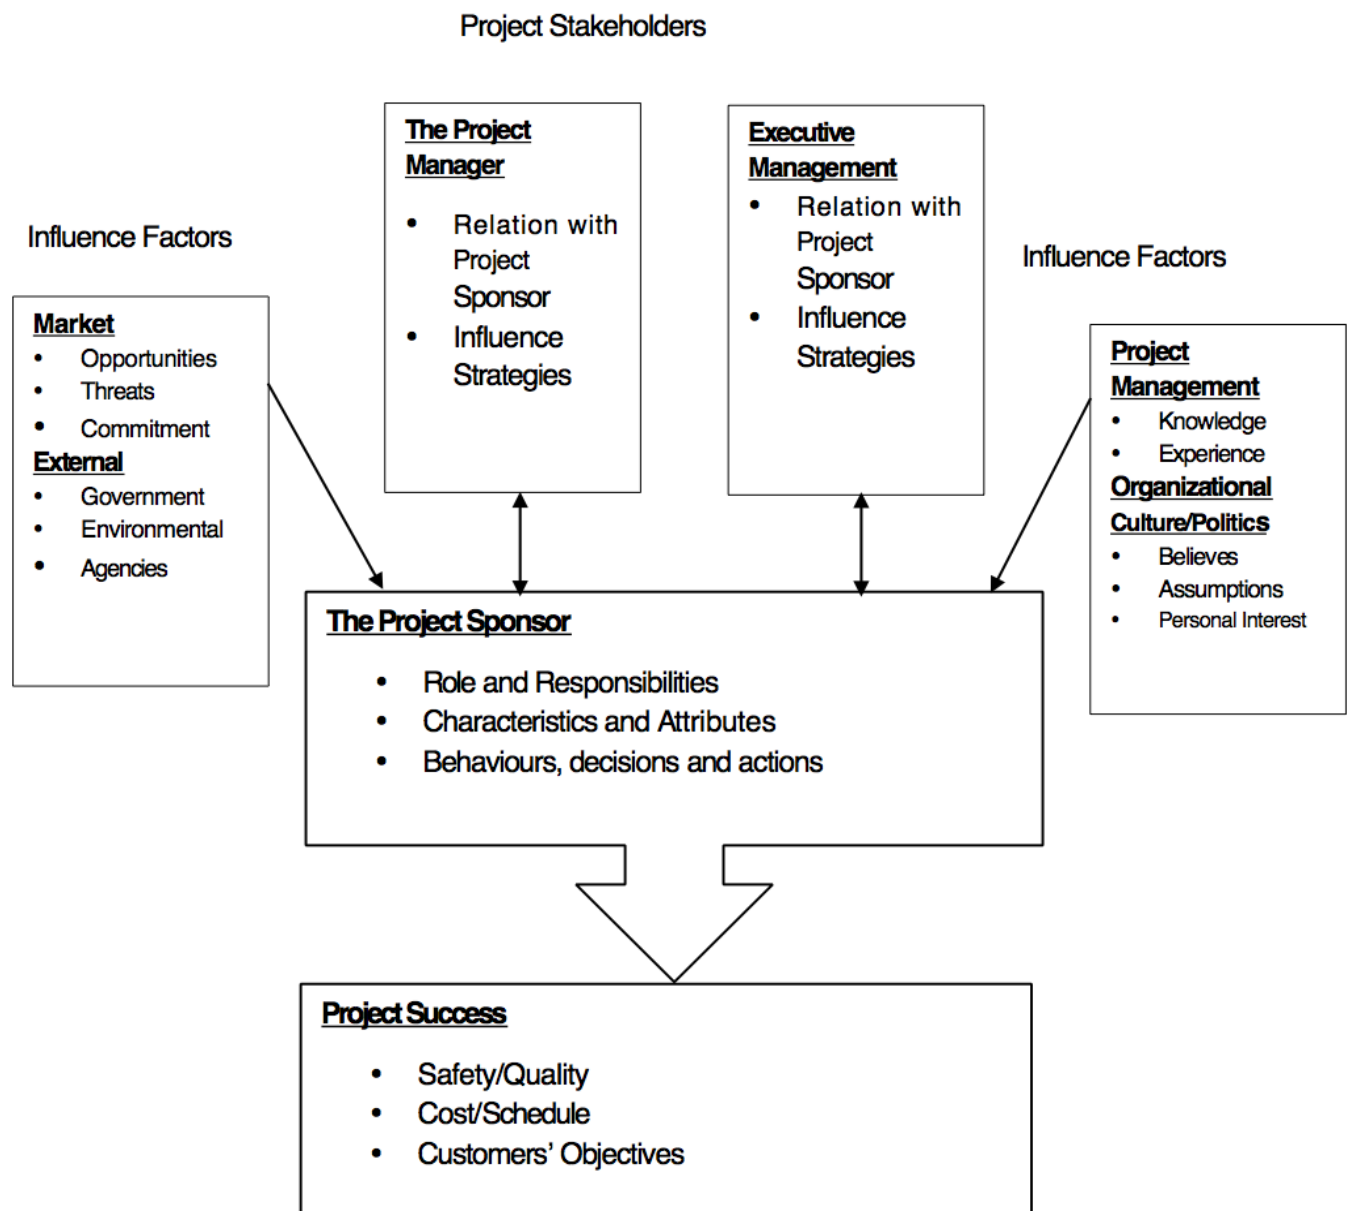 Project Stakeholders
The Project
Manager
• Relation with
Project
Sponsor
• Influence
Strategies
Executive
Management
• Relation with
Project
Sponsor
• Influence
Strategies
Influence Factors
Market
• Opportunities
• Threats
• Commitment
External
• Government
• Environmental
• Agencies
Influence Factors
Project
Management
• Knowledge
• Experience
Organizational
Culture/Politics
• Believes
• Assumptions
• Personal Interest
The Project Sponsor
• Role and Responsibilities
• Characteristics and Attributes
• Behaviours, decisions and actions
Project Success
• Safety/Quality
• Cost/Schedule
• Customers’ Objectives